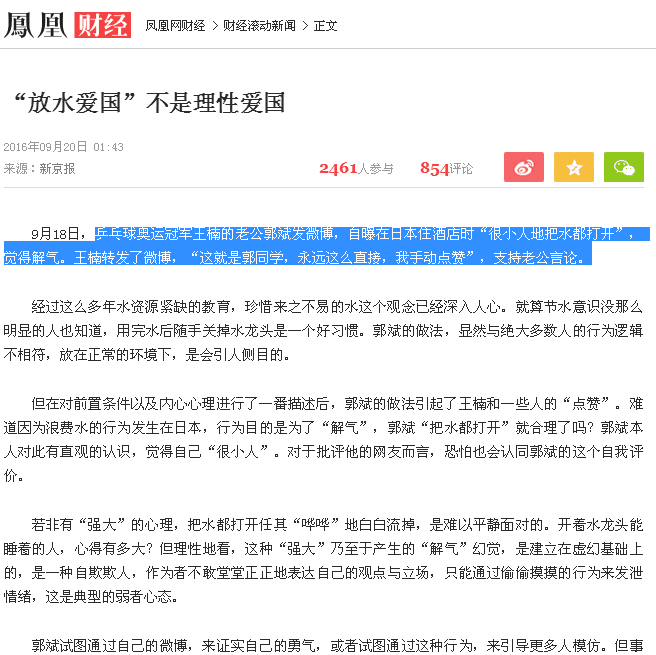 鳳凰 财经 凤凰网财经 > 财经滚动新闻 > 正文
“放水爱国”不是理性爱国
2016年09月20日 01:43
来源：新京报 2461人参与 854评论
9月18日，乒乓球奥运冠军王楠的老公郭斌发微博，自曝在日本住酒店时“很小人地把水都打开”，
觉得解气。王楠转发了微博，“这就是郭同学，永远这么直接，我手动点赞”，支持老公言论。
经过这么多年水资源紧缺的教育，珍惜来之不易的水这个观念已经深入人心。就算节水意识没那么
明显的人也知道，用完水后随手关掉水龙头是一个好习惯。郭斌的做法，显然与绝大多数人的行为逻辑
不相符，放在正常的环境下，是会引人侧目的。
但在对前置条件以及内心心理进行了一番描述后，郭斌的做法引起了王楠和一些人的“点赞”。难
道因为浪费水的行为发生在日本，行为目的是为了“解气”，郭斌“把水都打开”就合理了吗？郭斌本
人对此有直观的认识，觉得自己“很小人”。对于批评他的网友而言，恐怕也会认同郭斌的这个自我评
价。
若非有“强大”的心理，把水都打开任其“哗哗”地白白流掉，是难以平静面对的。开着水龙头能
睡着的人，心得有多大？但理性地看，这种“强大”乃至于产生的“解气”幻觉，是建立在虚幻基础上
的，是一种自欺欺人，作为者不敢堂堂正正地表达自己的观点与立场，只能通过偷偷摸摸的行为来发泄
情绪，这是典型的弱者心态。
郭斌试图通过自己的微博，来证实自己的勇气，或者试图通过这种行为，来引导更多人模仿。但事